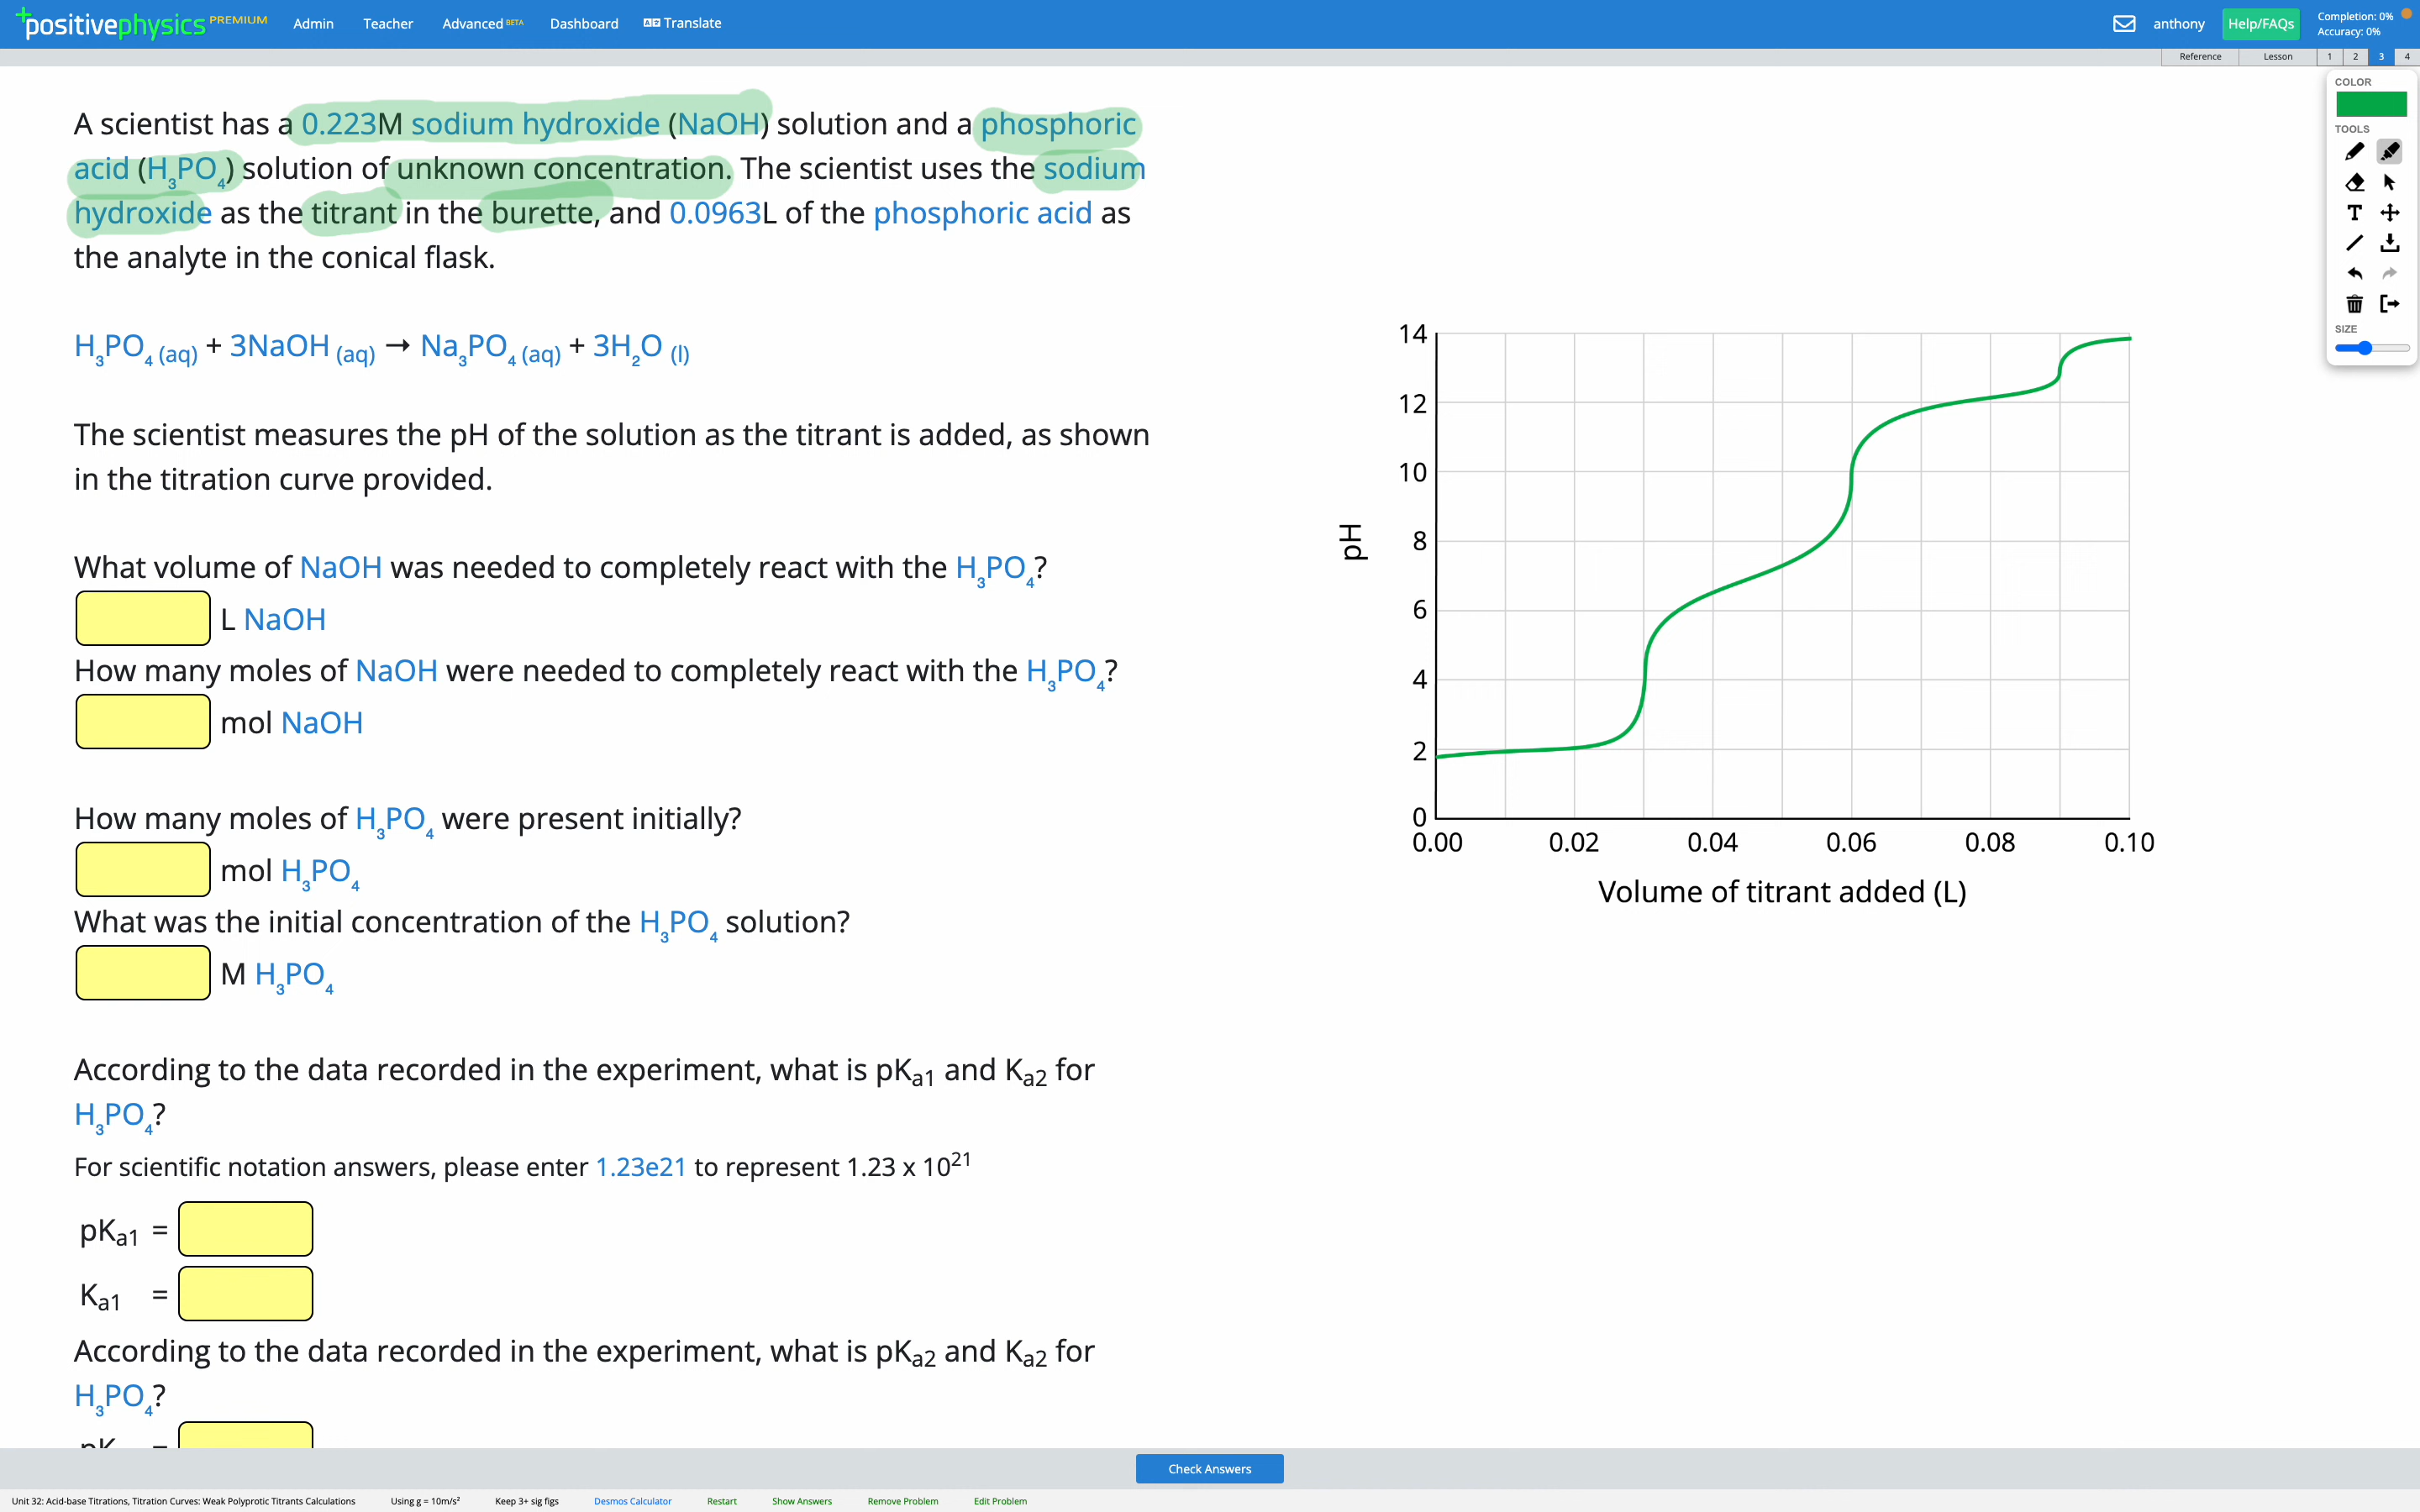 positivephysics PREMIUM Admin Teacher Advanced BETA Dashboard Translate anthony Help/FAQs Completion: 0%
Accuracy: 0%
Reference Lesson 1 2 3 4
COLOR
TOOLS
SIZE
A scientist has a 0.223M sodium hydroxide (NaOH) solution and a phosphoric
acid (H₃PO₄) solution of unknown concentration. The scientist uses the sodium
hydroxide as the titrant in the burette, and 0.0963L of the phosphoric acid as
the analyte in the conical flask.
H₃PO₄ (aq) + 3NaOH (aq) → Na₃PO₄ (aq) + 3H₂O (l)
The scientist measures the pH of the solution as the titrant is added, as shown
in the titration curve provided.
What volume of NaOH was needed to completely react with the H₃PO₄?
L NaOH
How many moles of NaOH were needed to completely react with the H₃PO₄?
mol NaOH
How many moles of H₃PO₄ were present initially?
mol H₃PO₄
What was the initial concentration of the H₃PO₄ solution?
M H₃PO₄
According to the data recorded in the experiment, what is pKa1 and Ka2 for
H₃PO₄?
For scientific notation answers, please enter 1.23e21 to represent 1.23 x 10²¹
pKa1 =
Ka1 =
According to the data recorded in the experiment, what is pKa2 and Ka2 for
H₃PO₄?
14
12
10
8
6
4
2
0
pH
0.00 0.02 0.04 0.06 0.08 0.10
Volume of titrant added (L)
Check Answers
Unit 32: Acid-base Titrations, Titration Curves: Weak Polyprotic Titrants Calculations Using g = 10m/s² Keep 3+ sig figs Desmos Calculator Restart Show Answers Remove Problem Edit Problem